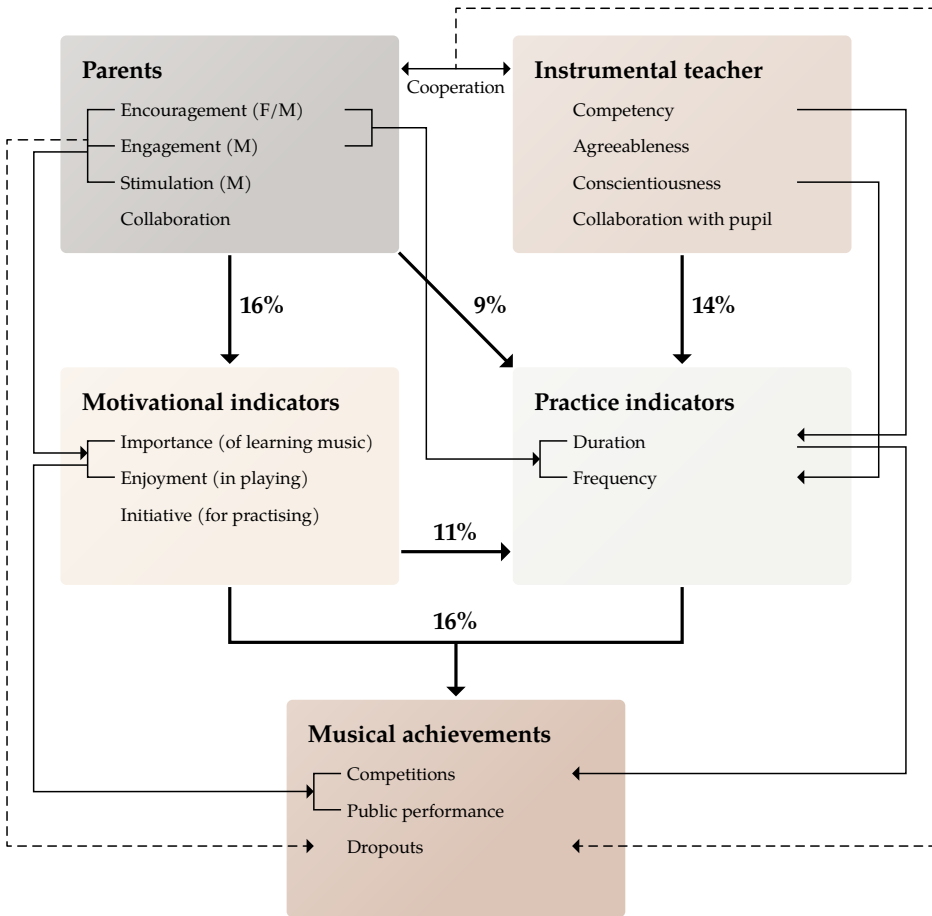 Parents
Encouragement (F/M)
Engagement (M)
Stimulation (M)
Collaboration
Cooperation
Instrumental teacher
Competency
Agreeableness
Conscientiousness
Collaboration with pupil
16%
9%
14%
Motivational indicators
Importance (of learning music)
Enjoyment (in playing)
Initiative (for practising)
Practice indicators
Duration
Frequency
11%
16%
Musical achievements
Competitions
Public performance
Dropouts